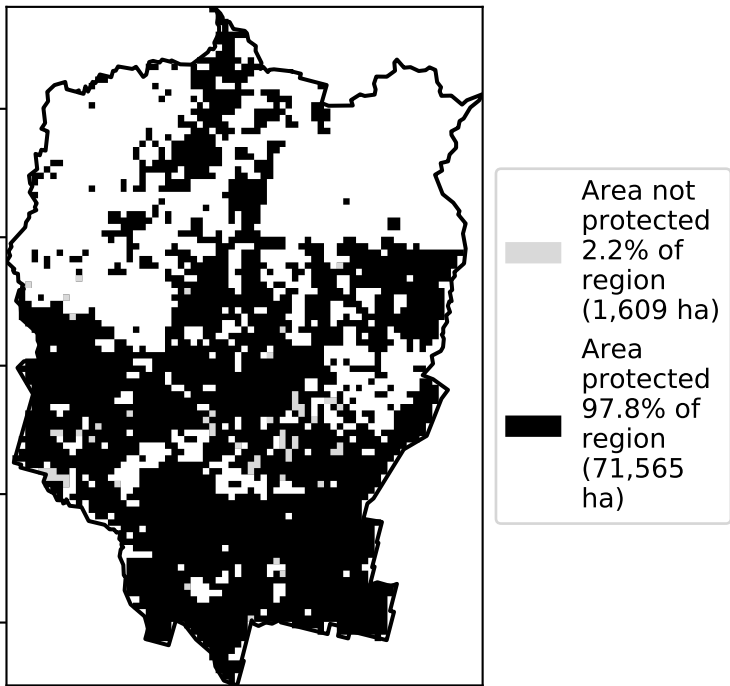 Area not
protected
2.2% of
region
(1,609 ha)
Area
protected
97.8% of
region
(71,565
ha)